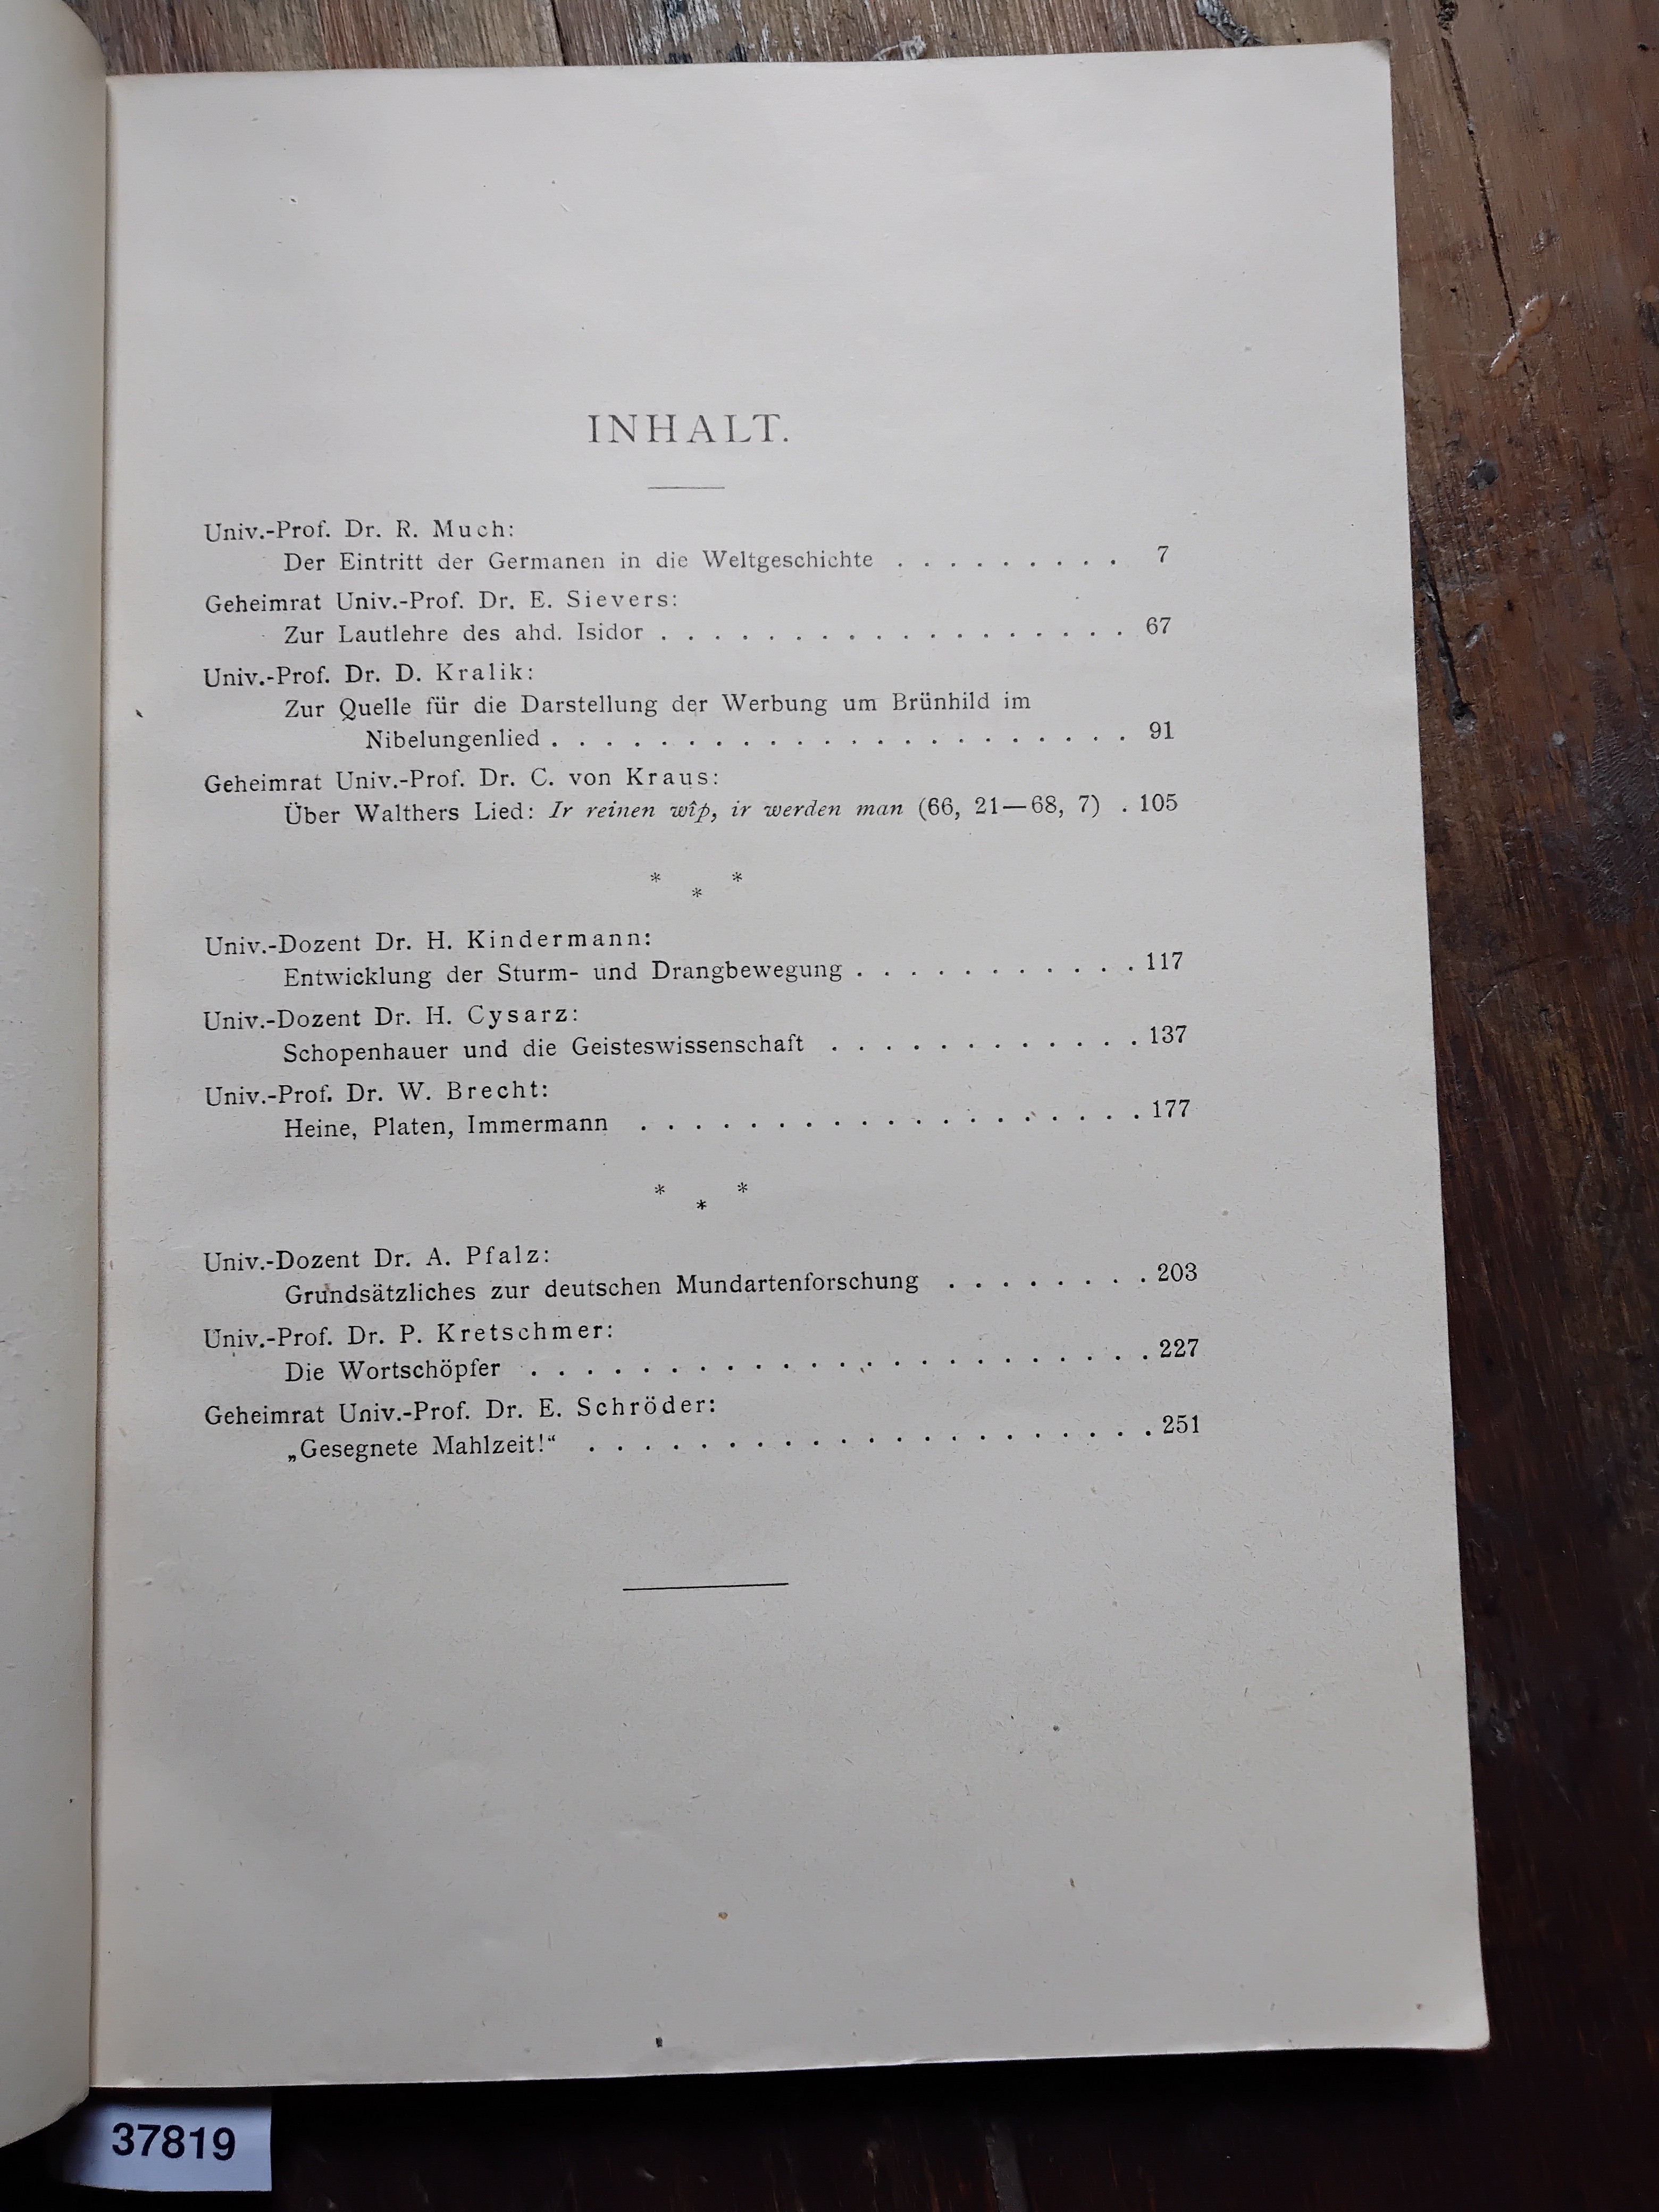 INHALT.
Univ.-Prof. Dr. R. Much:
Der Eintritt der Germanen in die Weltgeschichte . . . . . . . . . 7
Geheimrat Univ.-Prof. Dr. E. Sievers:
Zur Lautlehre des ahd. Isidor . . . . . . . . . . . . . . . . . . 67
Univ.-Prof. Dr. D. Kralik:
Zur Quelle für die Darstellung der Werbung um Brünhild im
Nibelungenlied . . . . . . . . . . . . . . . . . . . . . . 91
Geheimrat Univ.-Prof. Dr. C. von Kraus:
Über Walthers Lied: Ir reinen wîp, ir werden man (66, 21—68, 7) . 105
* * *
Univ.-Dozent Dr. H. Kindermann:
Entwicklung der Sturm- und Drangbewegung . . . . . . . . . . . 117
Univ.-Dozent Dr. H. Cysarz:
Schopenhauer und die Geisteswissenschaft . . . . . . . . . . . . 137
Univ.-Prof. Dr. W. Brecht:
Heine, Platen, Immermann . . . . . . . . . . . . . . . . . . . 177
* * *
Univ.-Dozent Dr. A. Pfalz:
Grundsätzliches zur deutschen Mundartenforschung . . . . . . . . 203
Univ.-Prof. Dr. P. Kretschmer:
Die Wortschöpfer . . . . . . . . . . . . . . . . . . . . . . . 227
Geheimrat Univ.-Prof. Dr. E. Schröder:
„Gesegnete Mahlzeit!“ . . . . . . . . . . . . . . . . . . . . . 251
37819